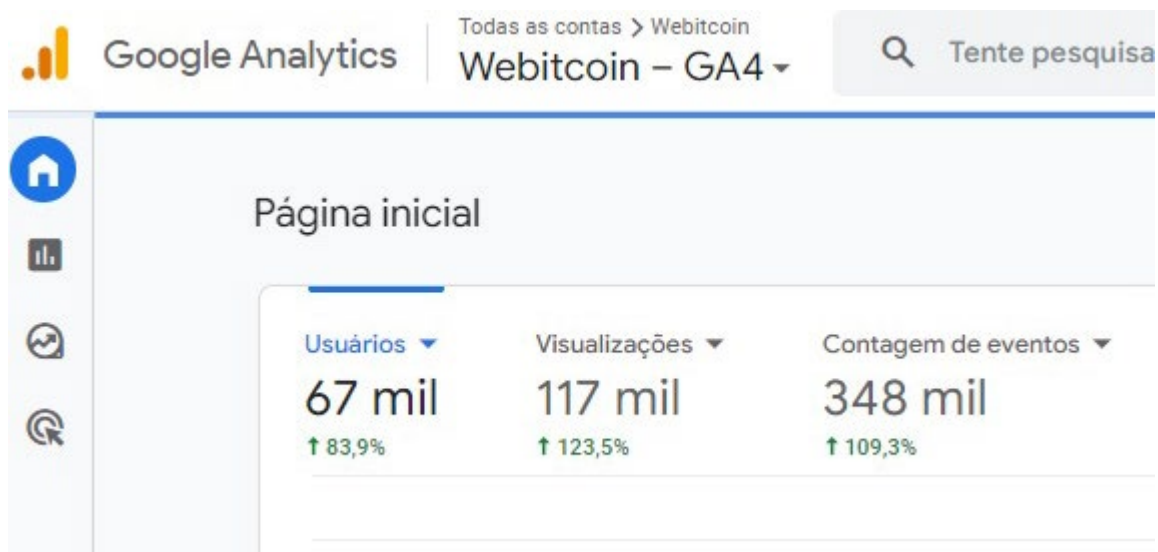 Google Analytics
Todas as contas > Webitcoin
Webitcoin – GA4
Tente pesquisa
Página inicial
Usuários
Visualizações
Contagem de eventos
67 mil
117 mil
348 mil
↑ 83,9%
↑ 123,5%
↑ 109,3%